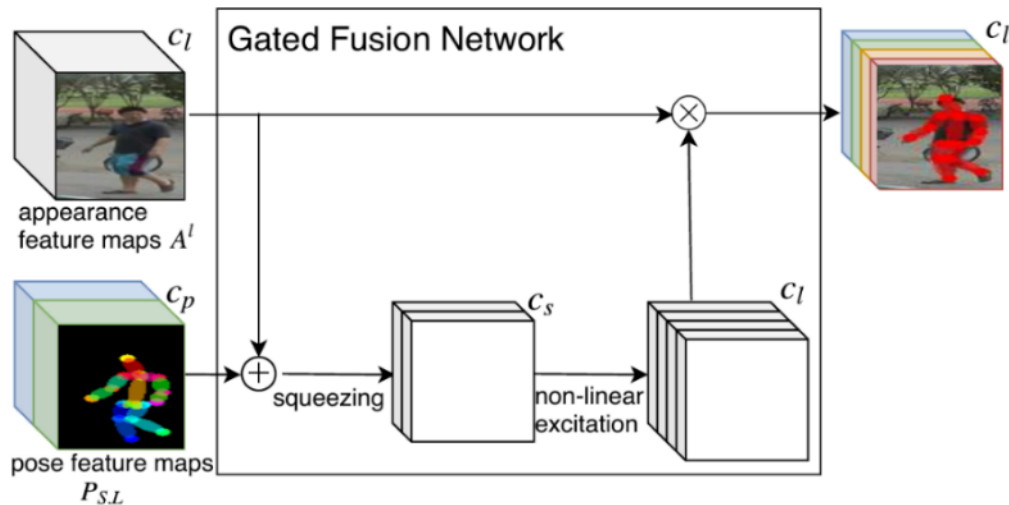 Gated Fusion Network
c_l
appearance
feature maps A^l
c_l
c_p
pose feature maps
P_{S.L}
+
squeezing
c_s
non-linear
excitation
c_l
×